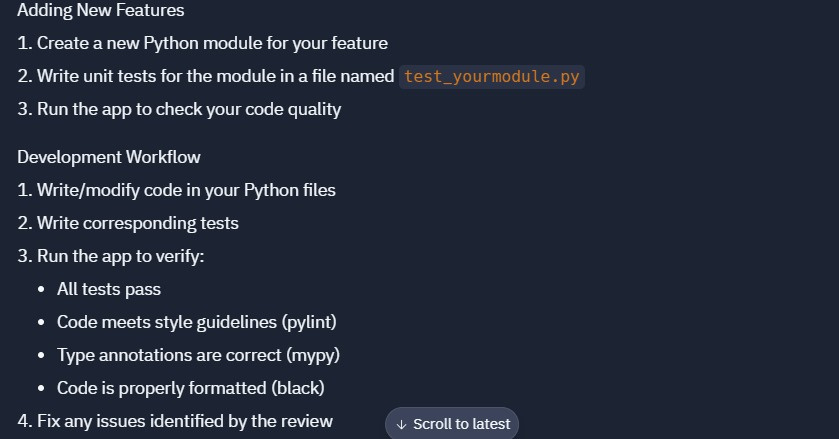 Adding New Features
1. Create a new Python module for your feature
2. Write unit tests for the module in a file named test_yourmodule.py
3. Run the app to check your code quality
Development Workflow
1. Write/modify code in your Python files
2. Write corresponding tests
3. Run the app to verify:
• All tests pass
• Code meets style guidelines (pylint)
• Type annotations are correct (mypy)
• Code is properly formatted (black)
4. Fix any issues identified by the review
↓ Scroll to latest